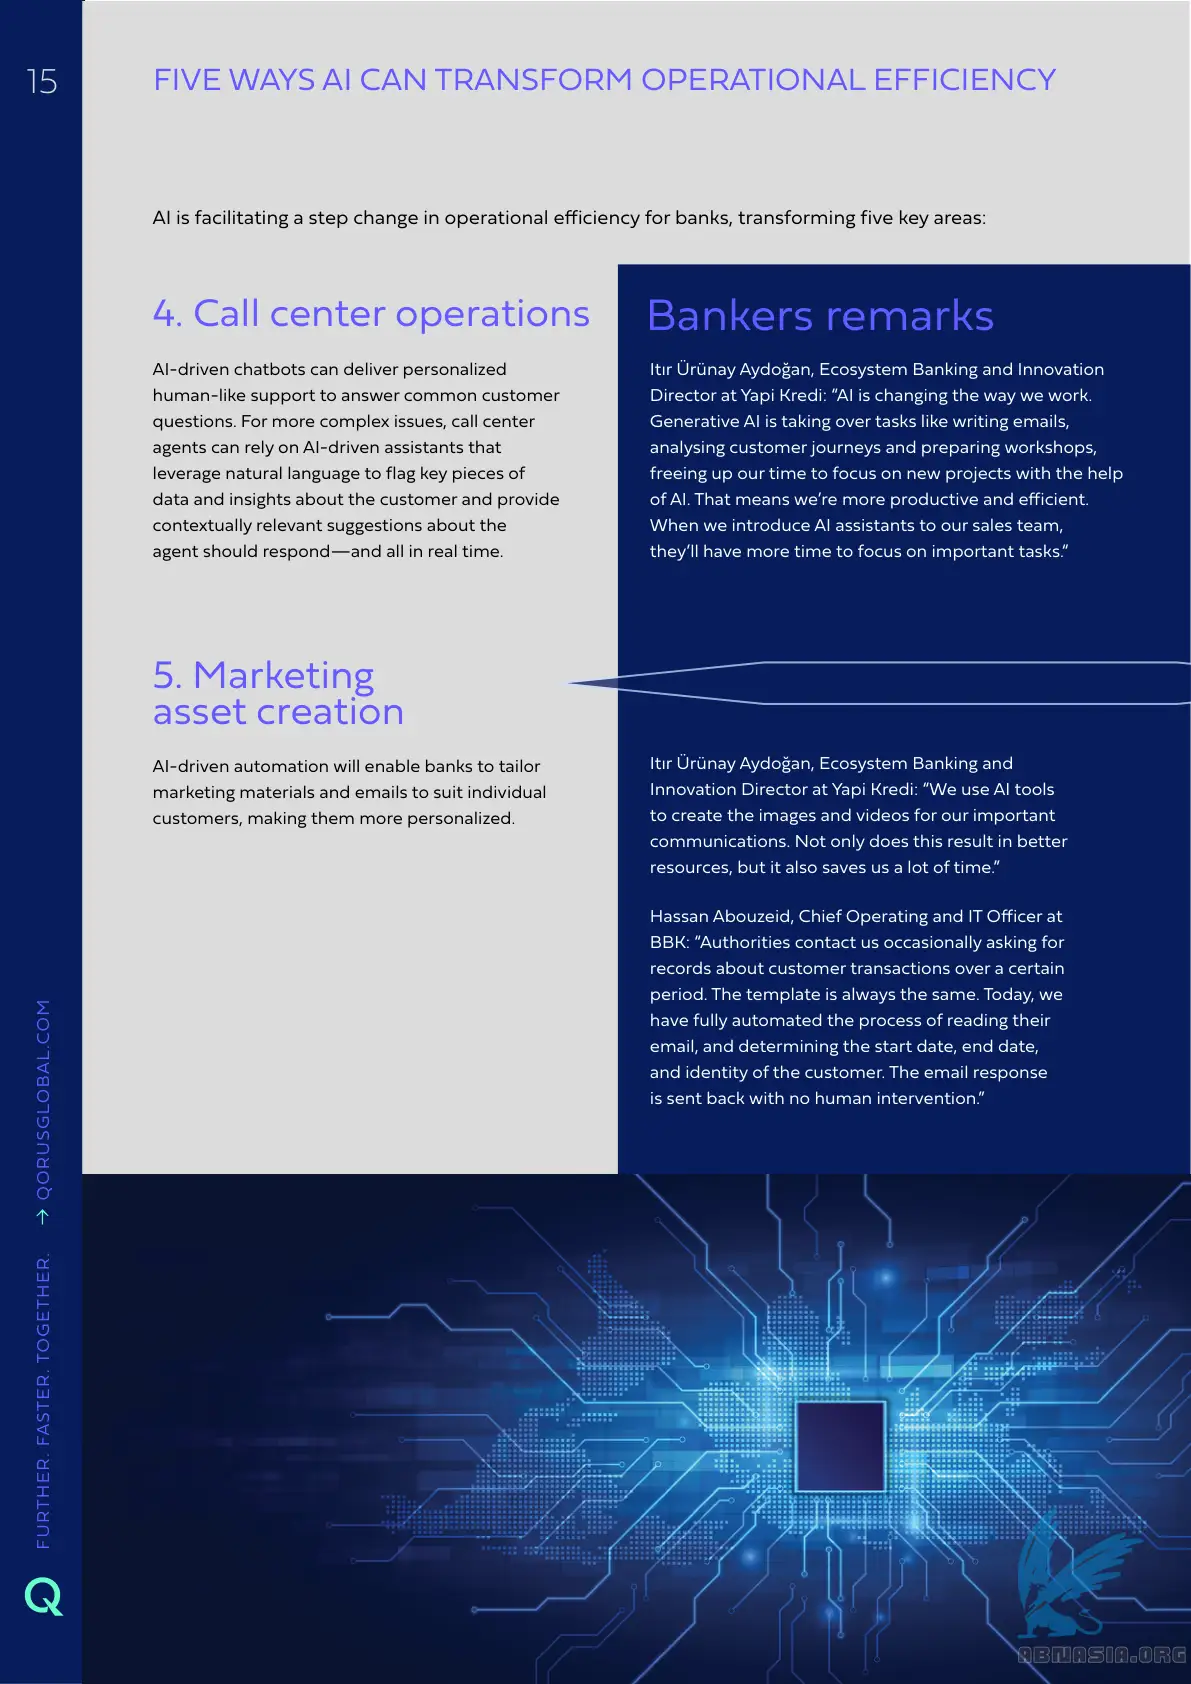 15
FIVE WAYS AI CAN TRANSFORM OPERATIONAL EFFICIENCY
AI is facilitating a step change in operational efficiency for banks, transforming five key areas:
4. Call center operations
AI-driven chatbots can deliver personalized
human-like support to answer common customer
questions. For more complex issues, call center
agents can rely on AI-driven assistants that
leverage natural language to flag key pieces of
data and insights about the customer and provide
contextually relevant suggestions about the
agent should respond—and all in real time.
5. Marketing
asset creation
AI-driven automation will enable banks to tailor
marketing materials and emails to suit individual
customers, making them more personalized.
Bankers remarks
Itır Ürünay Aydoğan, Ecosystem Banking and Innovation
Director at Yapi Kredi: “AI is changing the way we work.
Generative AI is taking over tasks like writing emails,
analysing customer journeys and preparing workshops,
freeing up our time to focus on new projects with the help
of AI. That means we’re more productive and efficient.
When we introduce AI assistants to our sales team,
they’ll have more time to focus on important tasks.”
Itır Ürünay Aydoğan, Ecosystem Banking and
Innovation Director at Yapi Kredi: “We use AI tools
to create the images and videos for our important
communications. Not only does this result in better
resources, but it also saves us a lot of time.”
Hassan Abouzeid, Chief Operating and IT Officer at
BBK: “Authorities contact us occasionally asking for
records about customer transactions over a certain
period. The template is always the same. Today, we
have fully automated the process of reading their
email, and determining the start date, end date,
and identity of the customer. The email response
is sent back with no human intervention.”
FURTHER. FASTER. TOGETHER. → QORUSGLOBAL.COM
Q
ABNASIA.ORG